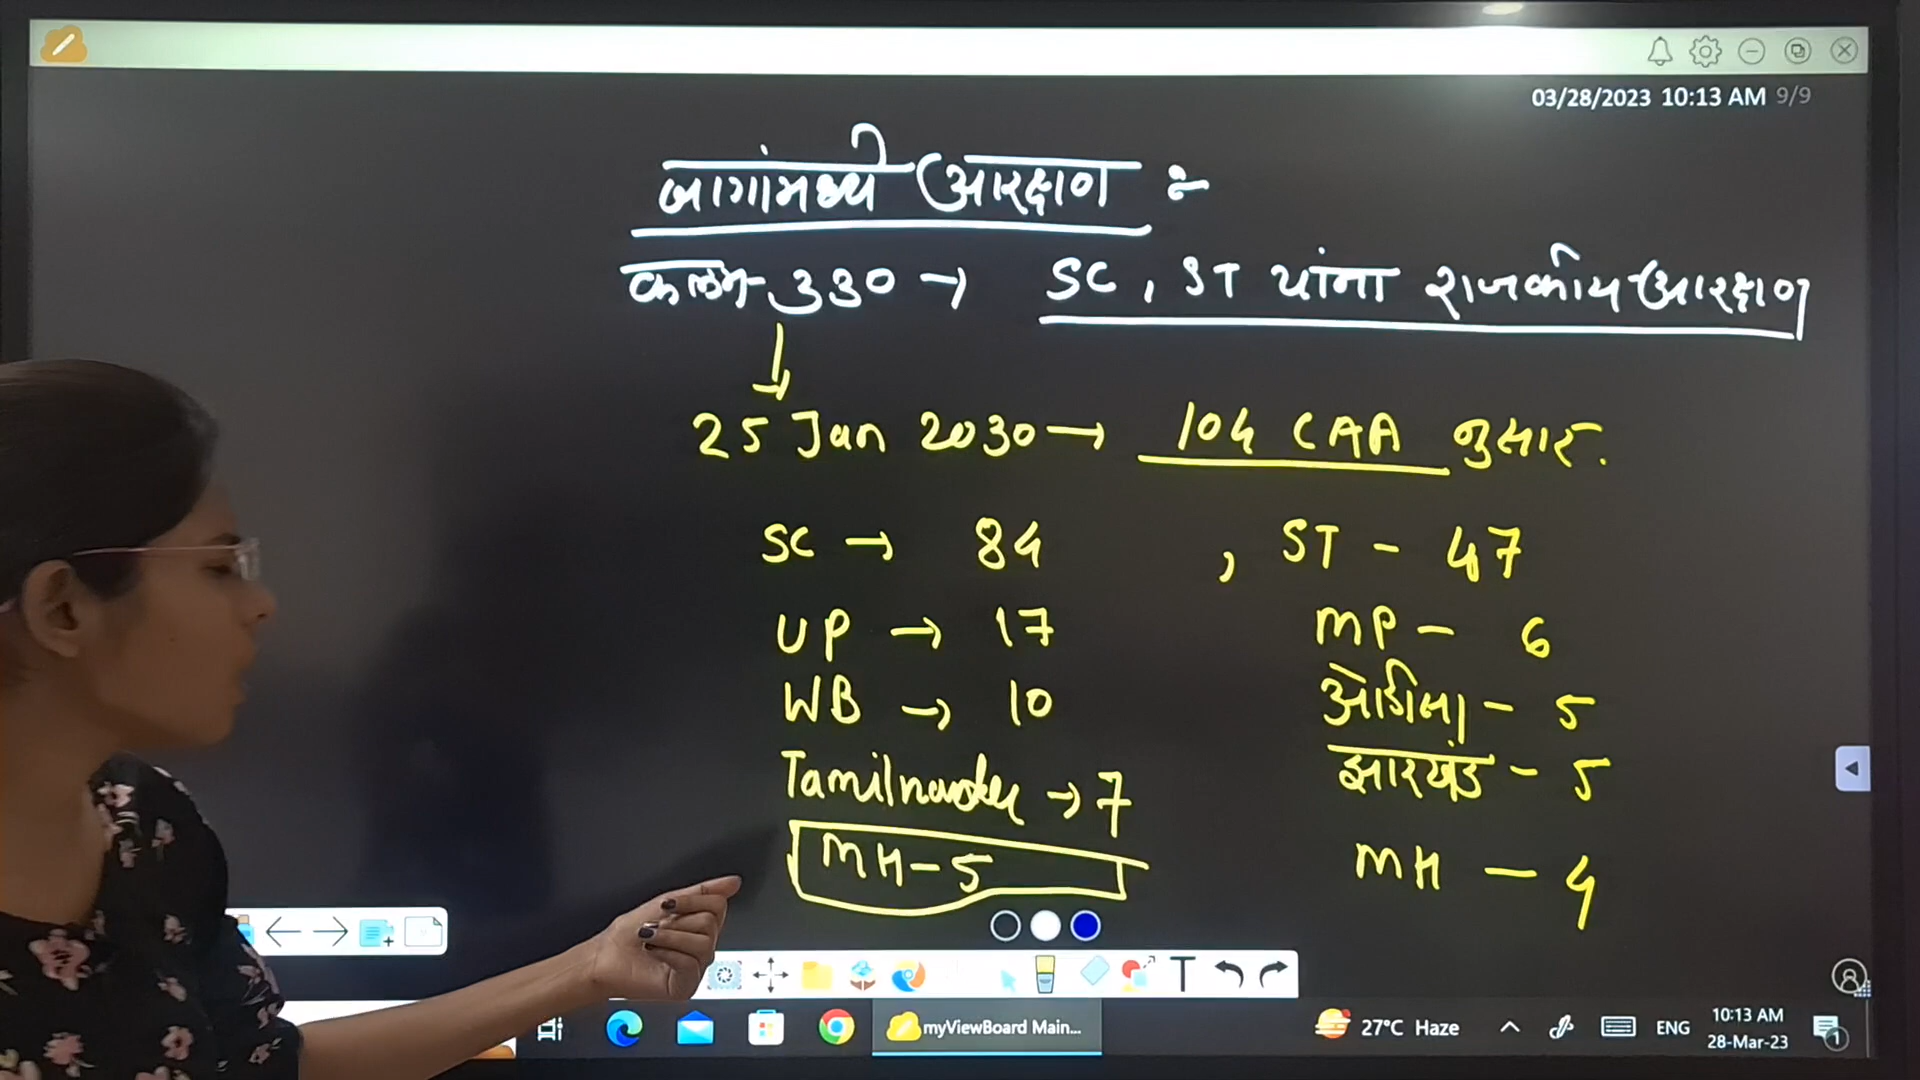 03/28/2023 10:13 AM 9/9
जागांमध्ये आरक्षण :-
कलम 330 → SC, ST यांना राजकीय आरक्षण
25 Jan 2030 → 104 CAA नुसार.
SC → 84 , ST - 47
UP → 17 MP - 6
WB → 10 ओडिसा - 5
Tamilnadu → 7 झारखंड - 5
MH - 5 MH - 4
T
myViewBoard Main... 27°C Haze ENG 10:13 AM
28-Mar-23 1